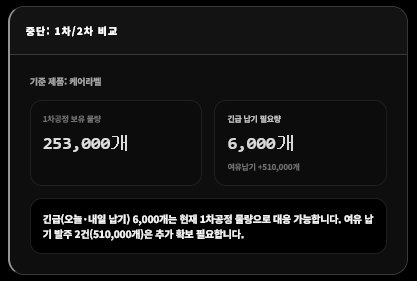 중단: 1차/2차 비교
기준 제품: 케어라벨
1차공정 보유 물량
253,000개
긴급 납기 필요량
6,000개
여유납기 +510,000개
긴급(오늘·내일 납기) 6,000개는 현재 1차공정 물량으로 대응 가능합니다. 여유 납
기 발주 2건(510,000개)은 추가 확보 필요합니다.